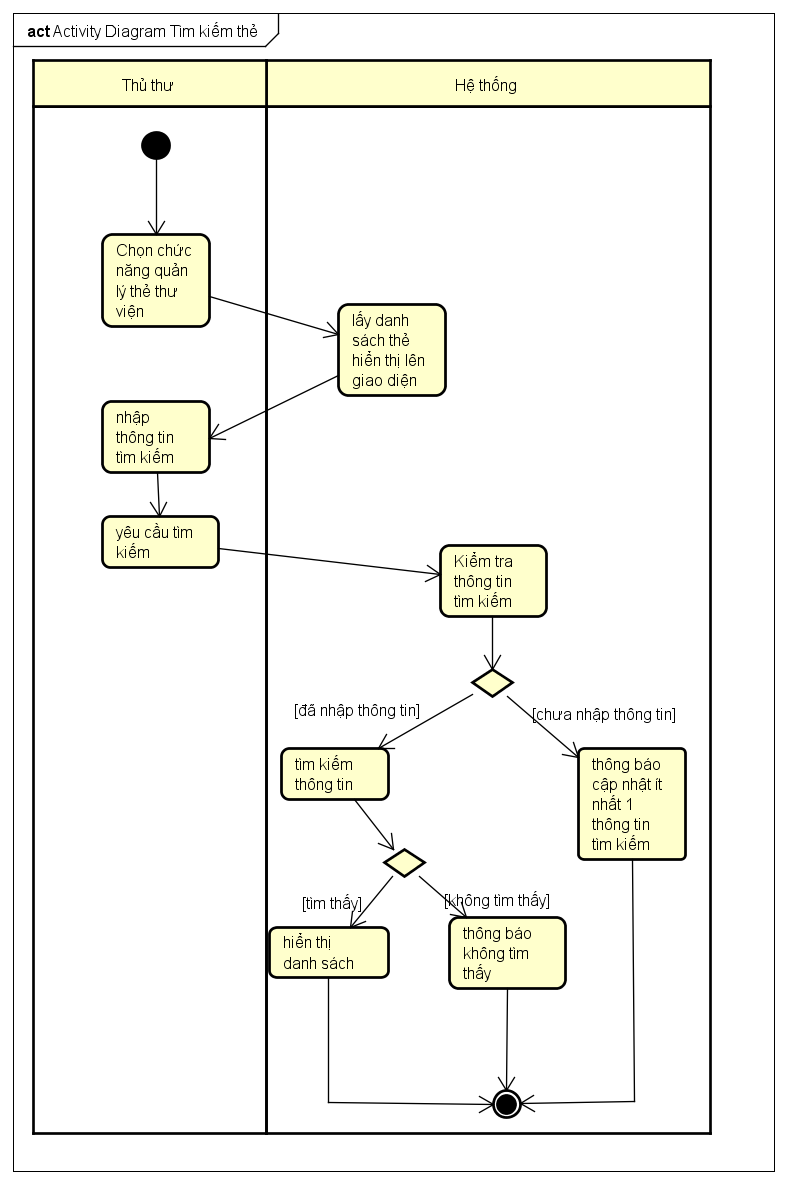 act Activity Diagram Tìm kiếm thẻ
Thủ thư
Hệ thống
Chọn chức
năng quản
lý thẻ thư
viện
lấy danh
sách thẻ
hiển thị lên
giao diện
nhập
thông tin
tìm kiếm
yêu cầu tìm
kiếm
Kiểm tra
thông tin
tìm kiếm
[đã nhập thông tin]
[chưa nhập thông tin]
tìm kiếm
thông tin
thông báo
cập nhật ít
nhất 1
thông tin
tìm kiếm
[tìm thấy]
[không tìm thấy]
hiển thị
danh sách
thông báo
không tìm
thấy